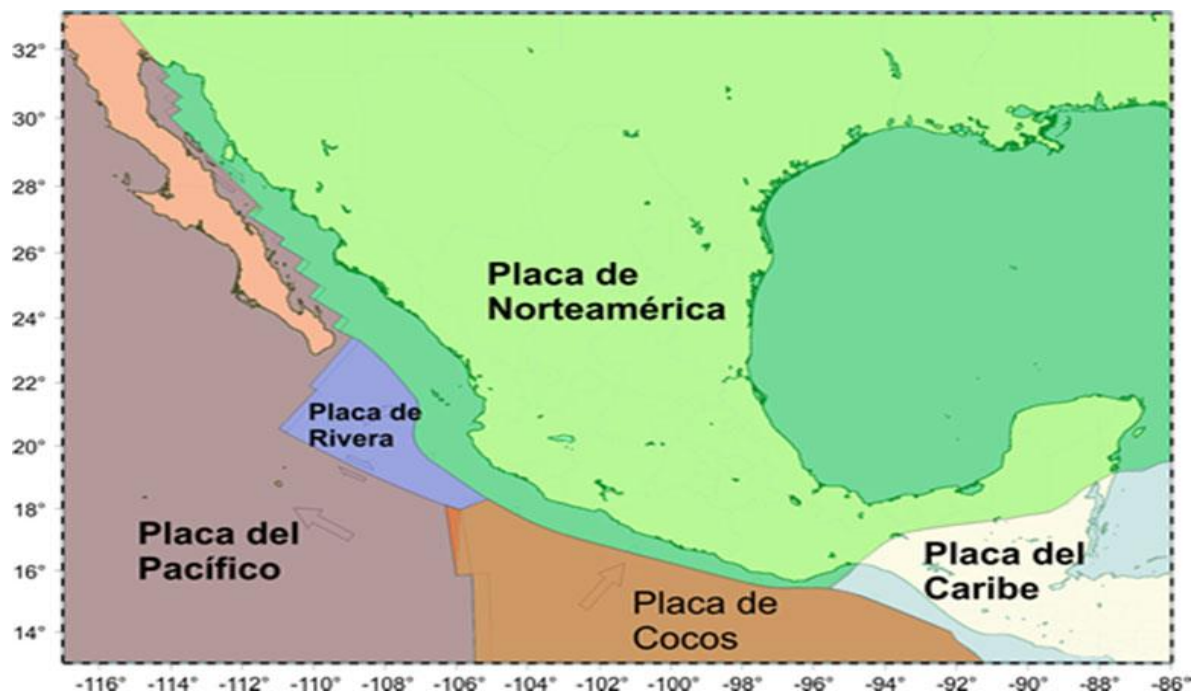 32°
30°
28°
26°
24°
22°
20°
18°
16°
14°
Placa de
Norteamérica
Placa de
Rivera
Placa del
Pacífico
Placa de
Cocos
Placa del
Caribe
-116° -114° -112° -110° -108° -106° -104° -102° -100° -98° -96° -94° -92° -90° -88° -86°